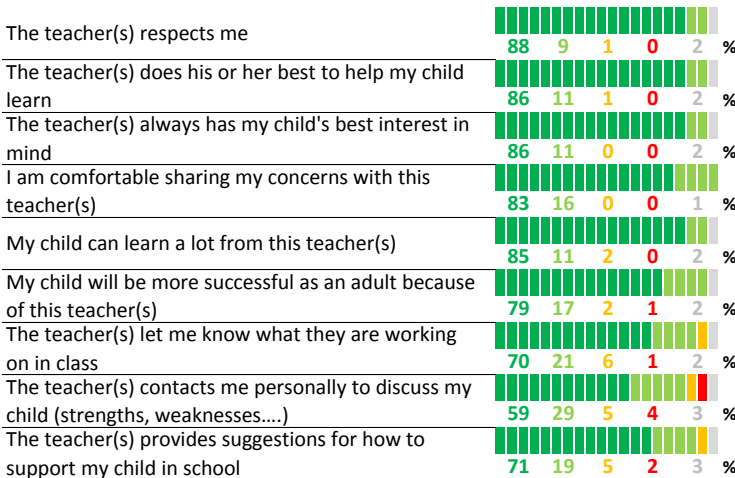 The teacher(s) respects me
88 9 1 0 2 %
The teacher(s) does his or her best to help my child
learn
86 11 1 0 2 %
The teacher(s) always has my child's best interest in
mind
86 11 0 0 2 %
I am comfortable sharing my concerns with this
teacher(s)
83 16 0 0 1 %
My child can learn a lot from this teacher(s)
85 11 2 0 2 %
My child will be more successful as an adult because
of this teacher(s)
79 17 2 1 2 %
The teacher(s) let me know what they are working
on in class
70 21 6 1 2 %
The teacher(s) contacts me personally to discuss my
child (strengths, weaknesses....)
59 29 5 4 3 %
The teacher(s) provides suggestions for how to
support my child in school
71 19 5 2 3 %